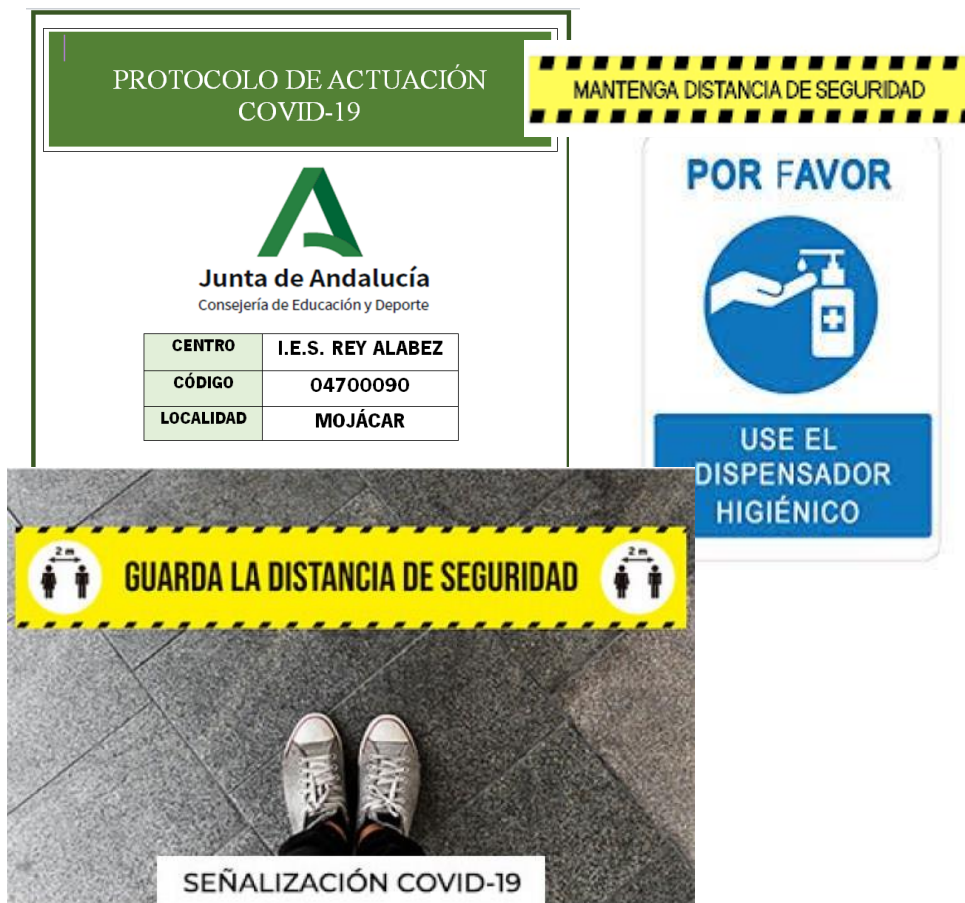 PROTOCOLO DE ACTUACIÓN
COVID-19
MANTENGA DISTANCIA DE SEGURIDAD
Junta de Andalucía
Consejería de Educación y Deporte
CENTRO I.E.S. REY ALABEZ
CÓDIGO 04700090
LOCALIDAD MOJÁCAR
POR FAVOR
USE EL
DISPENSADOR
HIGIÉNICO
2 m
GUARDA LA DISTANCIA DE SEGURIDAD
2 m
SEÑALIZACIÓN COVID-19